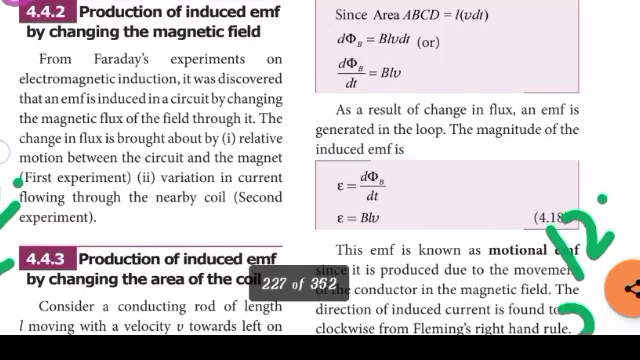 4.4.2 Production of induced emf
by changing the magnetic field
From Faraday's experiments on
electromagnetic induction, it was discovered
that an emf is induced in a circuit by changing
the magnetic flux of the field through it. The
change in flux is brought about by (i) relative
motion between the circuit and the magnet
(First experiment) (ii) variation in current
flowing through the nearby coil (Second
experiment).
4.4.3 Production of induced emf
by changing the area of the coil
Consider a conducting rod of length
l moving with a velocity v towards left on
Since Area ABCD = l(vdt)
dΦ_B = Blvdt (or)
dΦ_B/dt = Blv
As a result of change in flux, an emf is
generated in the loop. The magnitude of the
induced emf is
ε = dΦ_B/dt
ε = Blv (4.18)
This emf is known as motional emf
since it is produced due to the movement
of the conductor in the magnetic field. The
direction of induced current is found to
clockwise from Fleming's right hand rule.
227 of 352
12